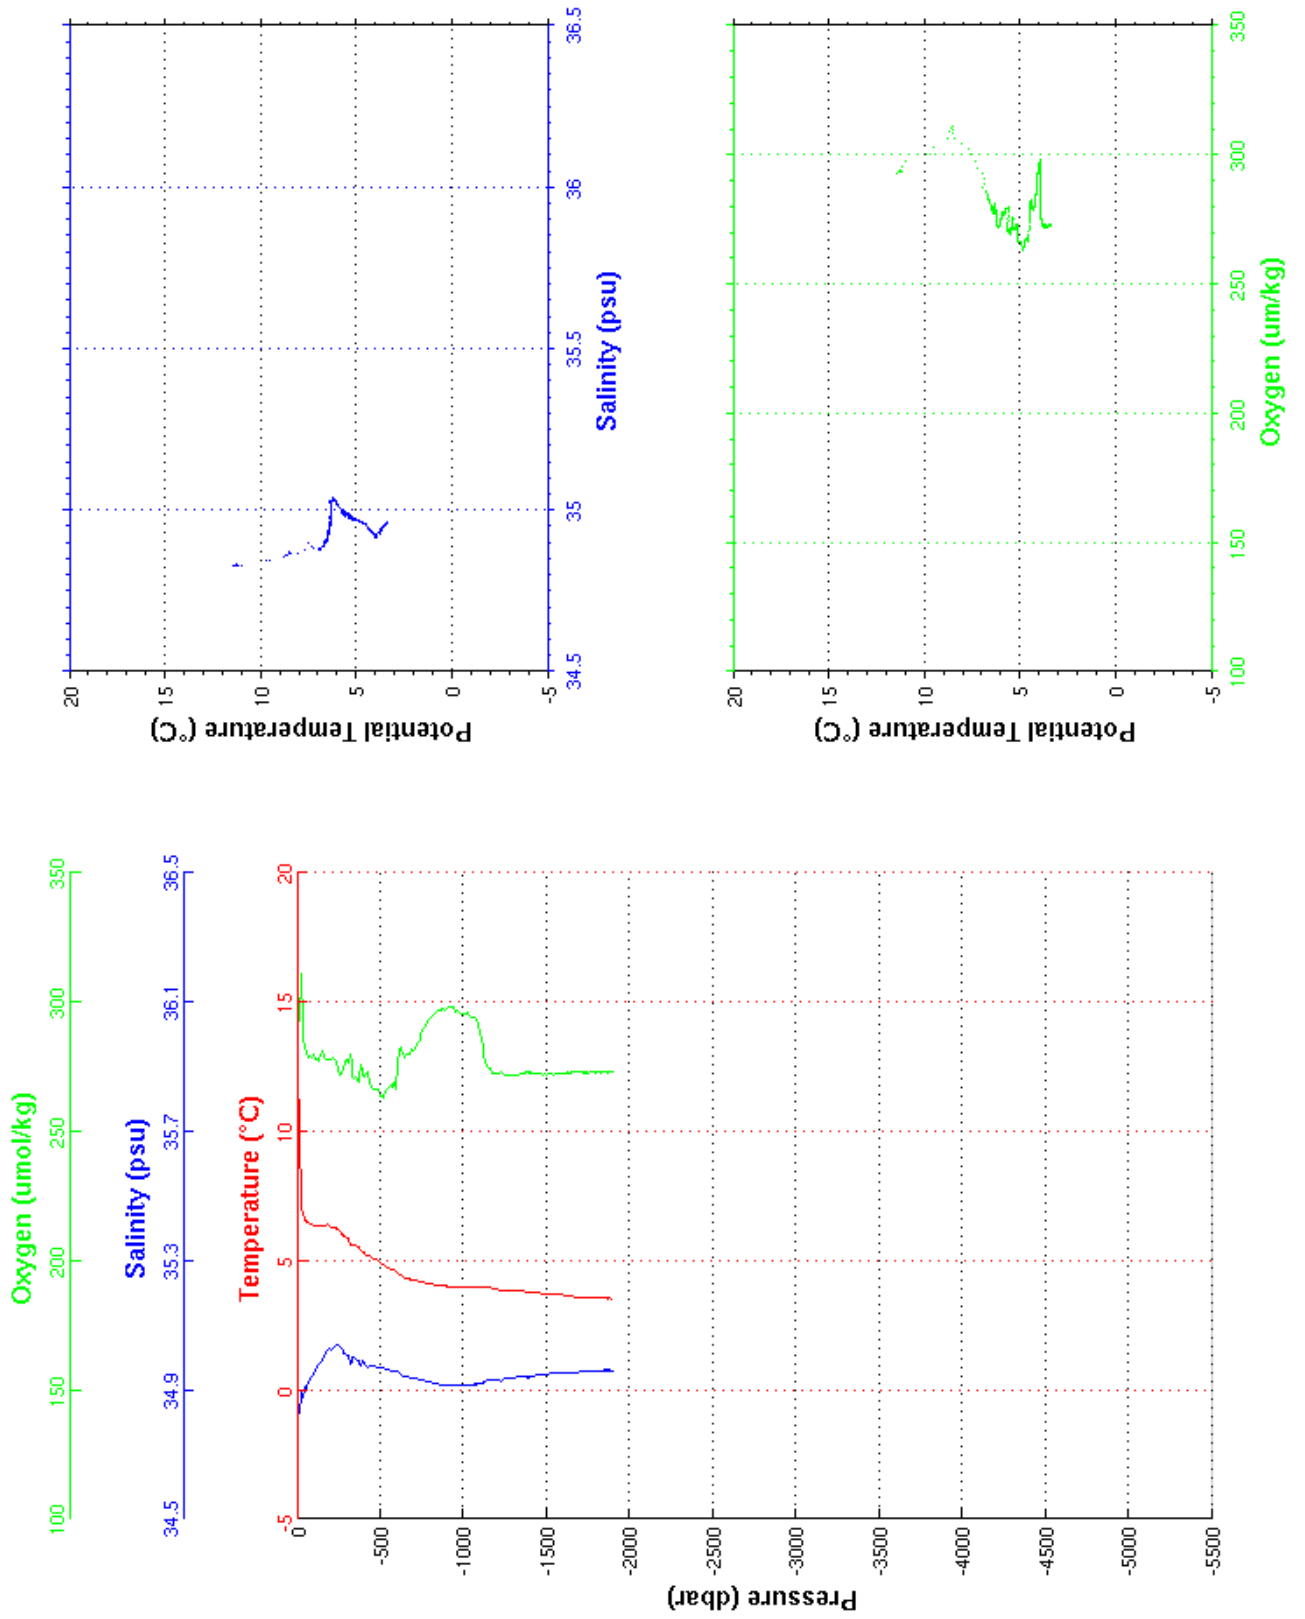 Oxygen (umol/kg)
100 150 200 250 300 350
Salinity (psu)
34.5 34.9 35.3 35.7 36.1 36.5
Temperature (°C)
-5 0 5 10 15 20
0
-500
-1000
-1500
-2000
-2500
-3000
-3500
-4000
-4500
-5000
-5500
Pressure (dbar)
20
15
10
5
0
-5
Potential Temperature (°C)
34.5 35 35.5 36 36.5
Salinity (psu)
20
15
10
5
0
-5
Potential Temperature (°C)
100 150 200 250 300 350
Oxygen (um/kg)